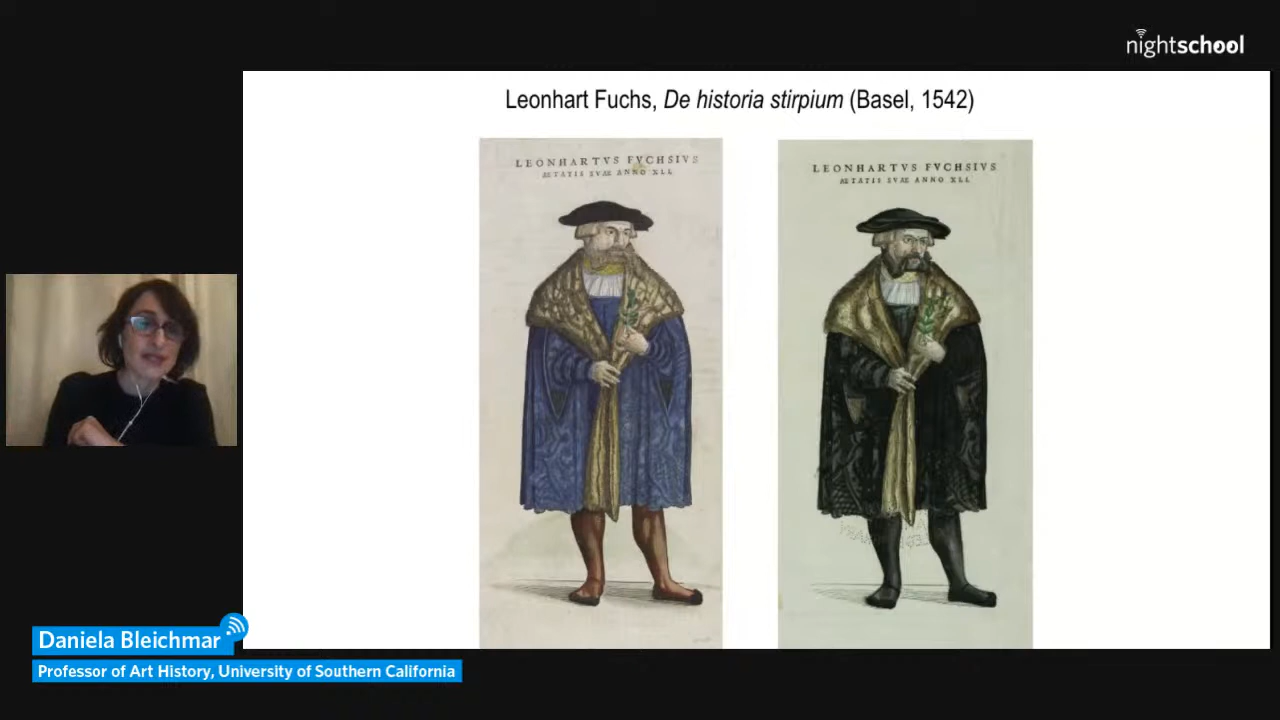 nightschool
Leonhart Fuchs, De historia stirpium (Basel, 1542)
LEONHARTVS FVCHSIVS
AETATIS SVAE ANNO XLI.
LEONHARTVS FVCHSIVS
AETATIS SVAE ANNO XLI.
Daniela Bleichmar
Professor of Art History, University of Southern California